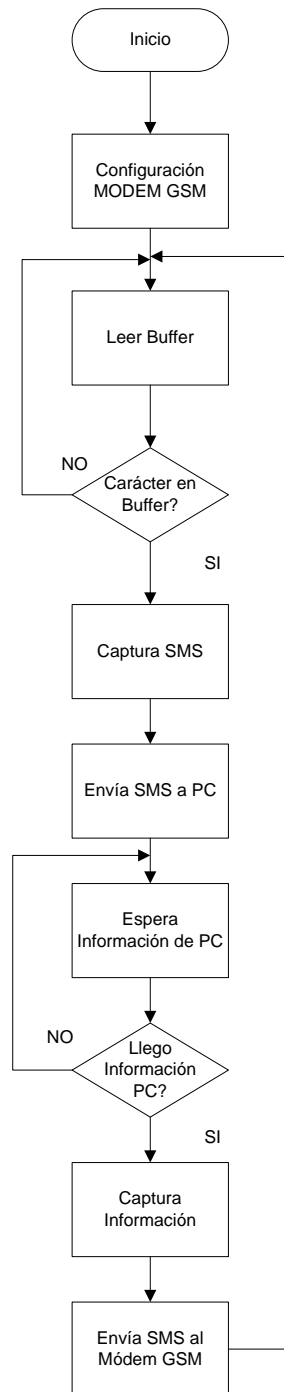 Inicio
Configuración
MODEM GSM
Leer Buffer
NO
Carácter en
Buffer?
SI
Captura SMS
Envía SMS a PC
Espera
Información de PC
NO
Llego
Información
PC?
SI
Captura
Información
Envía SMS al
Módem GSM